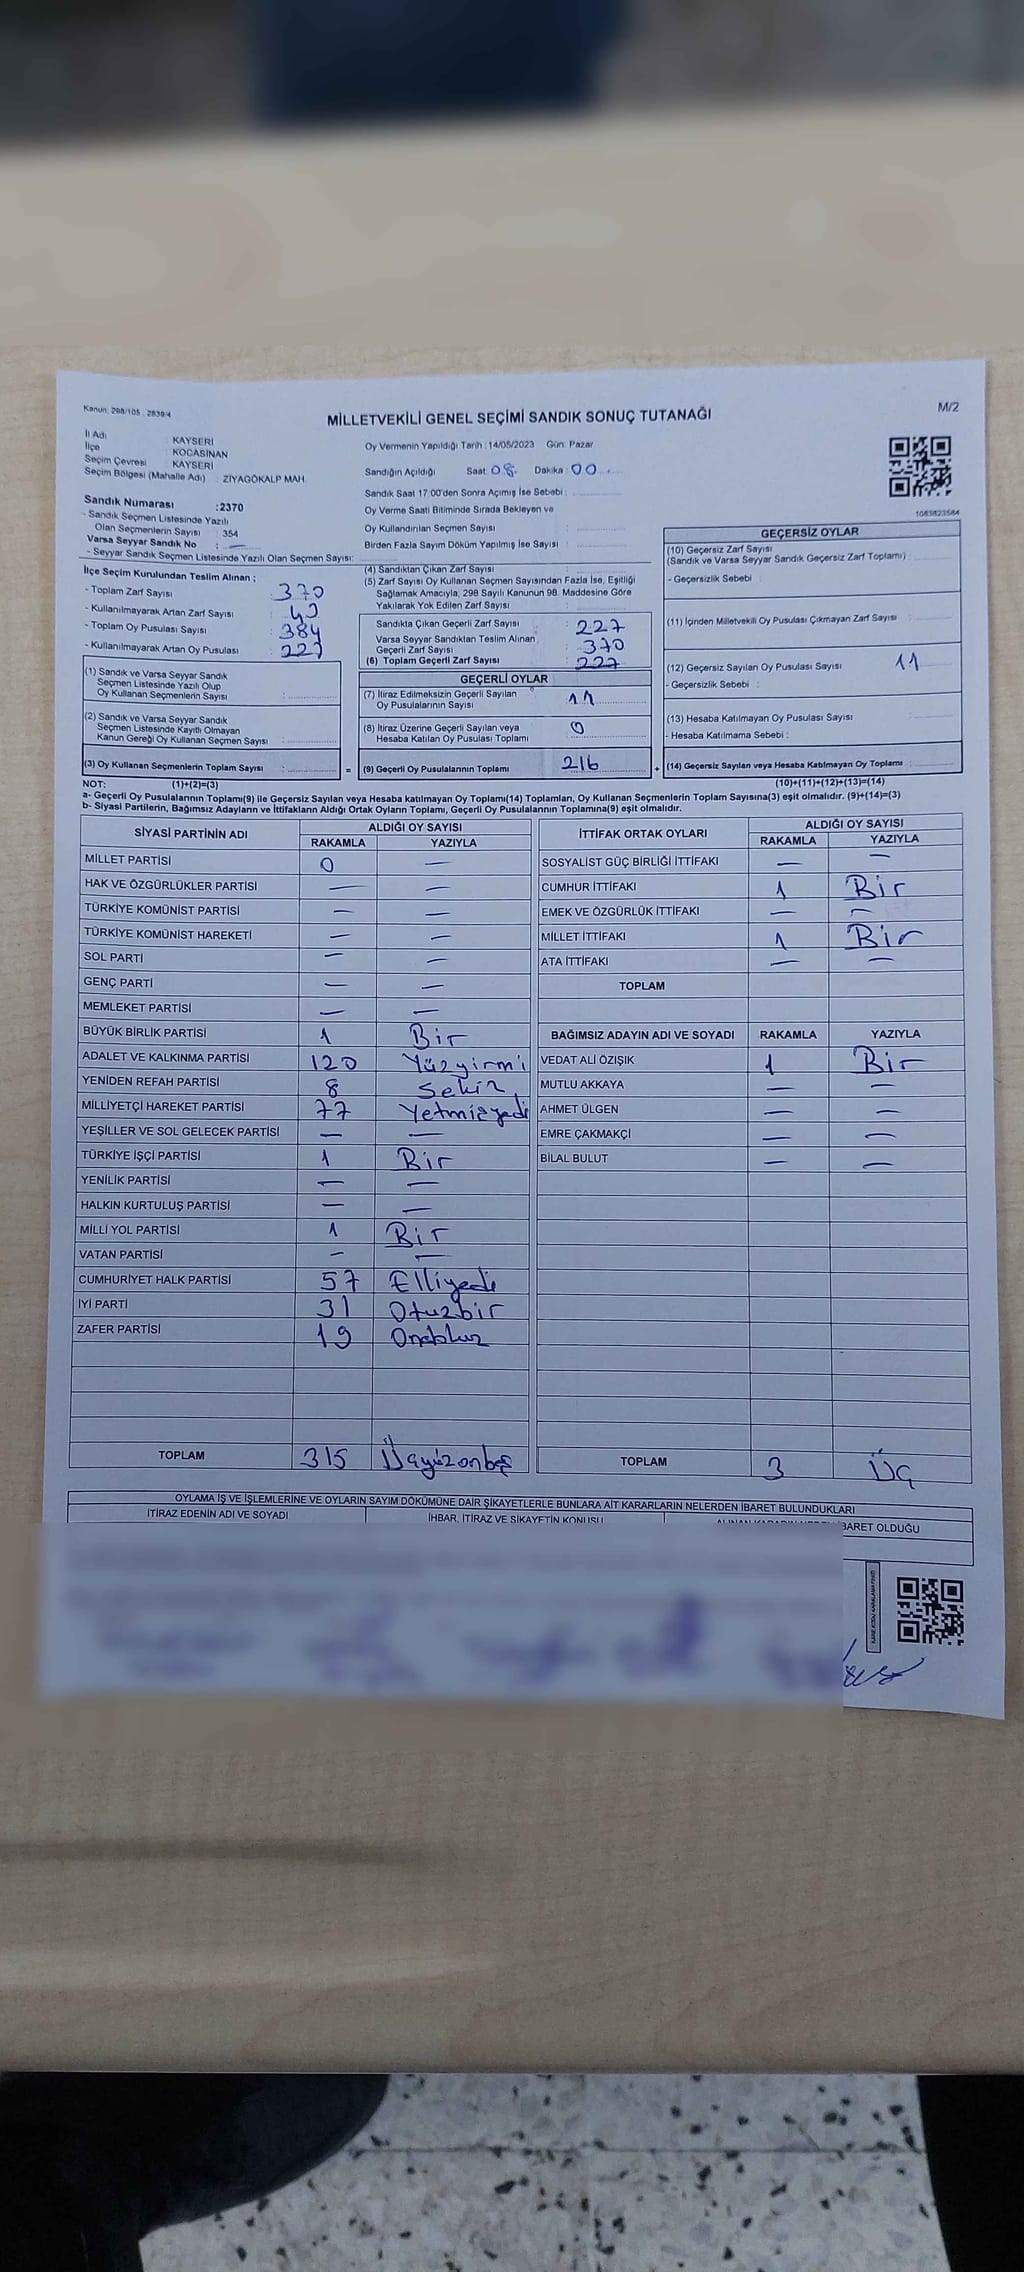 Kanun: 298/105 - 2839/4
MİLLETVEKİLİ GENEL SEÇİMİ SANDIK SONUÇ TUTANAĞI
M/2
İl Adı : KAYSERİ
İlçe : KOCASİNAN
Seçim Çevresi : KAYSERİ
Seçim Bölgesi (Mahalle Adı) : ZİYAGÖKALP MAH.
Oy Vermenin Yapıldığı Tarih :14/05/2023 Gün: Pazar
Sandığın Açıldığı Saat: 08 Dakika : 00
Sandık Saat 17:00'den Sonra Açımış İse Sebebi :
Oy Verme Saati Bitiminde Sırada Bekleyen ve
Oy Kullandırılan Seçmen Sayısı :
Birden Fazla Sayım Döküm Yapılmış İse Sayısı :
Sandık Numarası :2370
- Sandık Seçmen Listesinde Yazılı
Olan Seçmenlerin Sayısı : 354
Varsa Seyyar Sandık No : —
- Seyyar Sandık Seçmen Listesinde Yazılı Olan Seçmen Sayısı:
İlçe Seçim Kurulundan Teslim Alınan ;
- Toplam Zarf Sayısı : 370
- Kullanılmayarak Artan Zarf Sayısı :
- Toplam Oy Pusulası Sayısı : 384
- Kullanılmayarak Artan Oy Pusulası : 227
(1) Sandık ve Varsa Seyyar Sandık
Seçmen Listesinde Yazılı Olup
Oy Kullanan Seçmenlerin Sayısı :
(2) Sandık ve Varsa Seyyar Sandık
Seçmen Listesinde Kayıtlı Olmayan
Kanun Gereği Oy Kullanan Seçmen Sayısı :
(3) Oy Kullanan Seçmenlerin Toplam Sayısı :
(4) Sandıktan Çıkan Zarf Sayısı :
(5) Zarf Sayısı Oy Kullanan Seçmen Sayısından Fazla İse, Eşitliği
Sağlamak Amacıyla, 298 Sayılı Kanunun 98. Maddesine Göre
Yakılarak Yok Edilen Zarf Sayısı :
Sandıkta Çıkan Geçerli Zarf Sayısı : 227
Varsa Seyyar Sandıktan Teslim Alınan
Geçerli Zarf Sayısı : 370
(6) Toplam Geçerli Zarf Sayısı : 227
GEÇERLİ OYLAR
(7) İtiraz Edilmeksizin Geçerli Sayılan
Oy Pusulalarının Sayısı : 11
(8) İtiraz Üzerine Geçerli Sayılan veya
Hesaba Katılan Oy Pusulası Toplamı : 0
= (9) Geçerli Oy Pusulalarının Toplamı : 216 +
1083823584
GEÇERSİZ OYLAR
(10) Geçersiz Zarf Sayısı
(Sandık ve Varsa Seyyar Sandık Geçersiz Zarf Toplamı) :
- Geçersizlik Sebebi :
(11) İçinden Milletvekili Oy Pusulası Çıkmayan Zarf Sayısı :
(12) Geçersiz Sayılan Oy Pusulası Sayısı : 11
- Geçersizlik Sebebi :
(13) Hesaba Katılmayan Oy Pusulası Sayısı :
- Hesaba Katılmama Sebebi :
(14) Geçersiz Sayılan veya Hesaba Katılmayan Oy Toplamı :
NOT: (1)+(2)=(3) (10)+(11)+(12)+(13)=(14)
a- Geçerli Oy Pusulalarının Toplamı(9) ile Geçersiz Sayılan veya Hesaba katılmayan Oy Toplamı(14) Toplamları, Oy Kullanan Seçmenlerin Toplam Sayısına(3) eşit olmalıdır. (9)+(14)=(3)
b- Siyasi Partilerin, Bağımsız Adayların ve İttifakların Aldığı Ortak Oyların Toplamı, Geçerli Oy Pusulalarının Toplamına(9) eşit olmalıdır.
SİYASİ PARTİNİN ADI ALDIĞI OY SAYISI
RAKAMLA YAZIYLA
MİLLET PARTİSİ 0 —
HAK VE ÖZGÜRLÜKLER PARTİSİ — —
TÜRKİYE KOMÜNİST PARTİSİ — —
TÜRKİYE KOMÜNİST HAREKETİ — —
SOL PARTİ — —
GENÇ PARTİ — —
MEMLEKET PARTİSİ — —
BÜYÜK BİRLİK PARTİSİ 1 Bir
ADALET VE KALKINMA PARTİSİ 120 Yüzyirmi
YENİDEN REFAH PARTİSİ 8 Sekiz
MİLLİYETÇİ HAREKET PARTİSİ 77 Yetmişyedi
YEŞİLLER VE SOL GELECEK PARTİSİ — —
TÜRKİYE İŞÇİ PARTİSİ 1 Bir
YENİLİK PARTİSİ — —
HALKIN KURTULUŞ PARTİSİ — —
MİLLİ YOL PARTİSİ 1 Bir
VATAN PARTİSİ — —
CUMHURİYET HALK PARTİSİ 57 Elliyedi
İYİ PARTİ 31 Otuzbir
ZAFER PARTİSİ 19 Ondokuz
TOPLAM 315 Üçyüzonbeş
İTTİFAK ORTAK OYLARI ALDIĞI OY SAYISI
RAKAMLA YAZIYLA
SOSYALİST GÜÇ BİRLİĞİ İTTİFAKI — —
CUMHUR İTTİFAKI 1 Bir
EMEK VE ÖZGÜRLÜK İTTİFAKI — —
MİLLET İTTİFAKI 1 Bir
ATA İTTİFAKI — —
TOPLAM
BAĞIMSIZ ADAYIN ADI VE SOYADI RAKAMLA YAZIYLA
VEDAT ALİ ÖZIŞIK 1 Bir
MUTLU AKKAYA — —
AHMET ÜLGEN — —
EMRE ÇAKMAKÇİ — —
BİLAL BULUT — —
TOPLAM 3 Üç
OYLAMA İŞ VE İŞLEMLERİNE VE OYLARIN SAYIM DÖKÜMÜNE DAİR ŞİKAYETLERLE BUNLARA AİT KARARLARIN NELERDEN İBARET BULUNDUKLARI
İTİRAZ EDENİN ADI VE SOYADI İHBAR, İTİRAZ VE ŞİKAYETİN KONUSU İBARET OLDUĞU